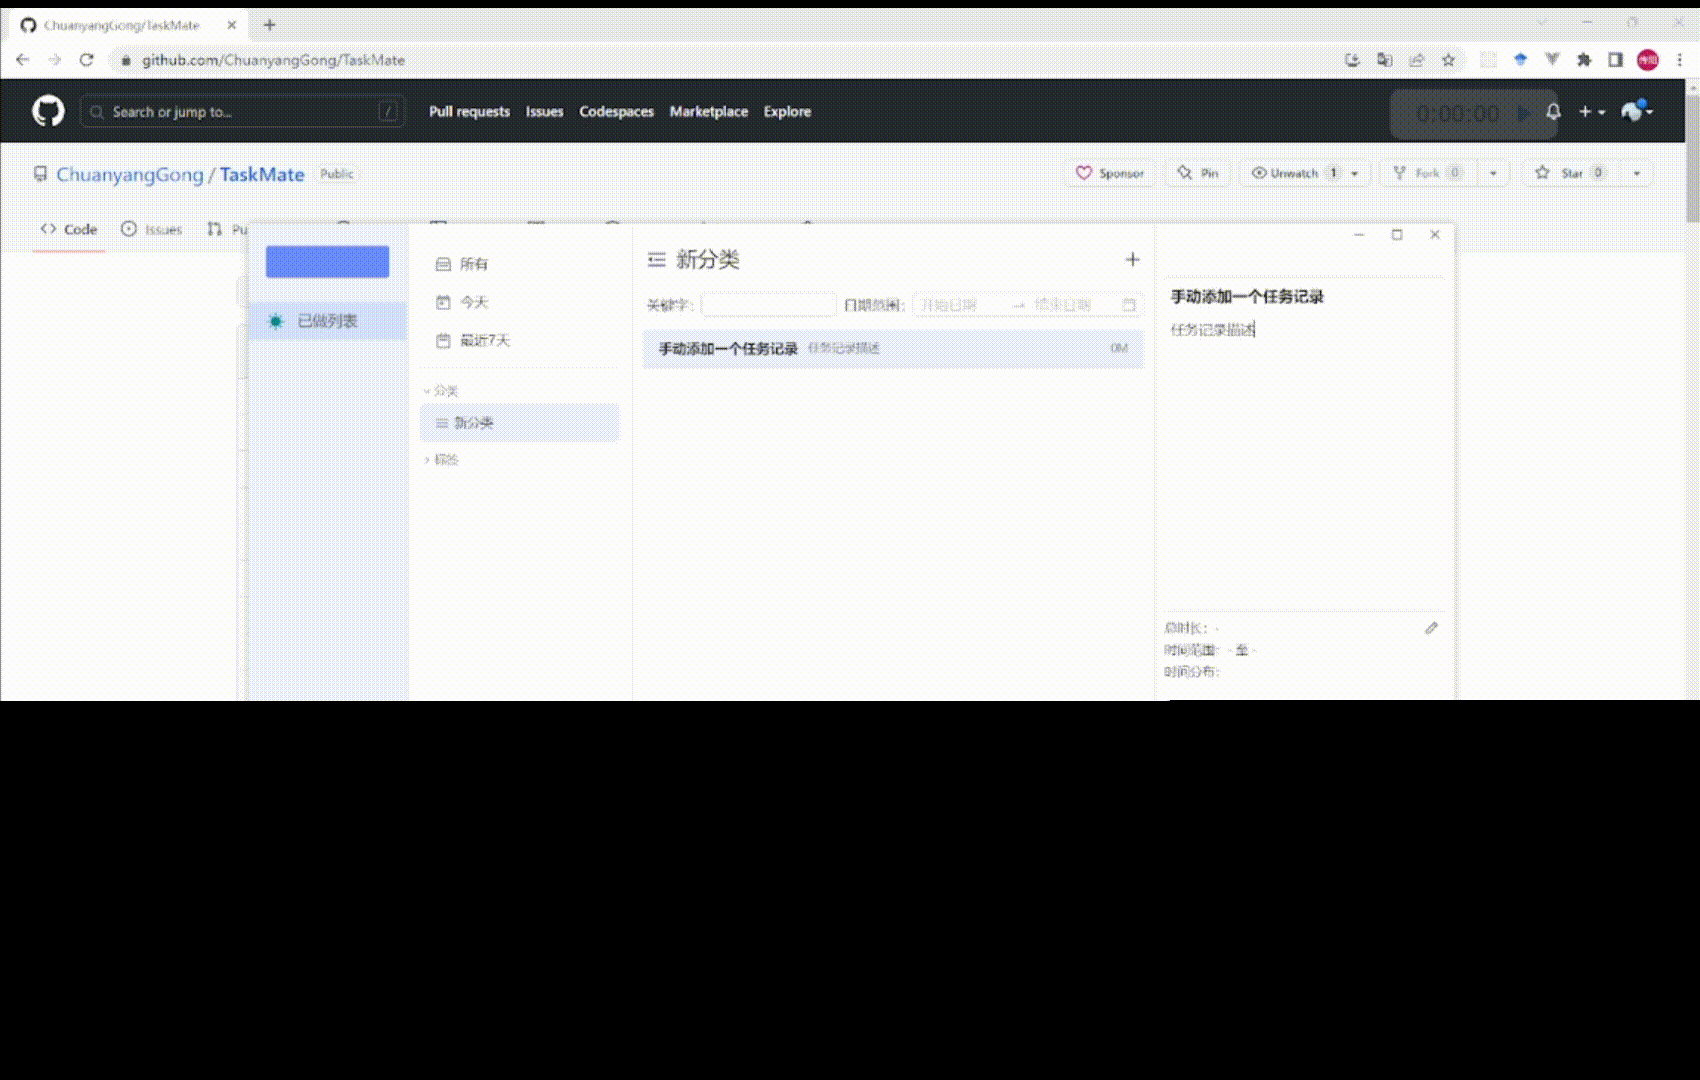 ChuanyangGong/TaskMate
github.com/ChuanyangGong/TaskMate
Search or jump to... /
Pull requests Issues Codespaces Marketplace Explore
0:00:00
ChuanyangGong / TaskMate Public
Sponsor Pin Unwatch 1 Fork 0 Star 0
Code Issues Pu
已做列表
所有
今天
最近7天
分类
新分类
标签
新分类
关键字: 日期范围: 开始日期 → 结束日期
手动添加一个任务记录 任务记录描述 0M
手动添加一个任务记录
任务记录描述
总时长: -
时间范围: - 至 -
时间分布: